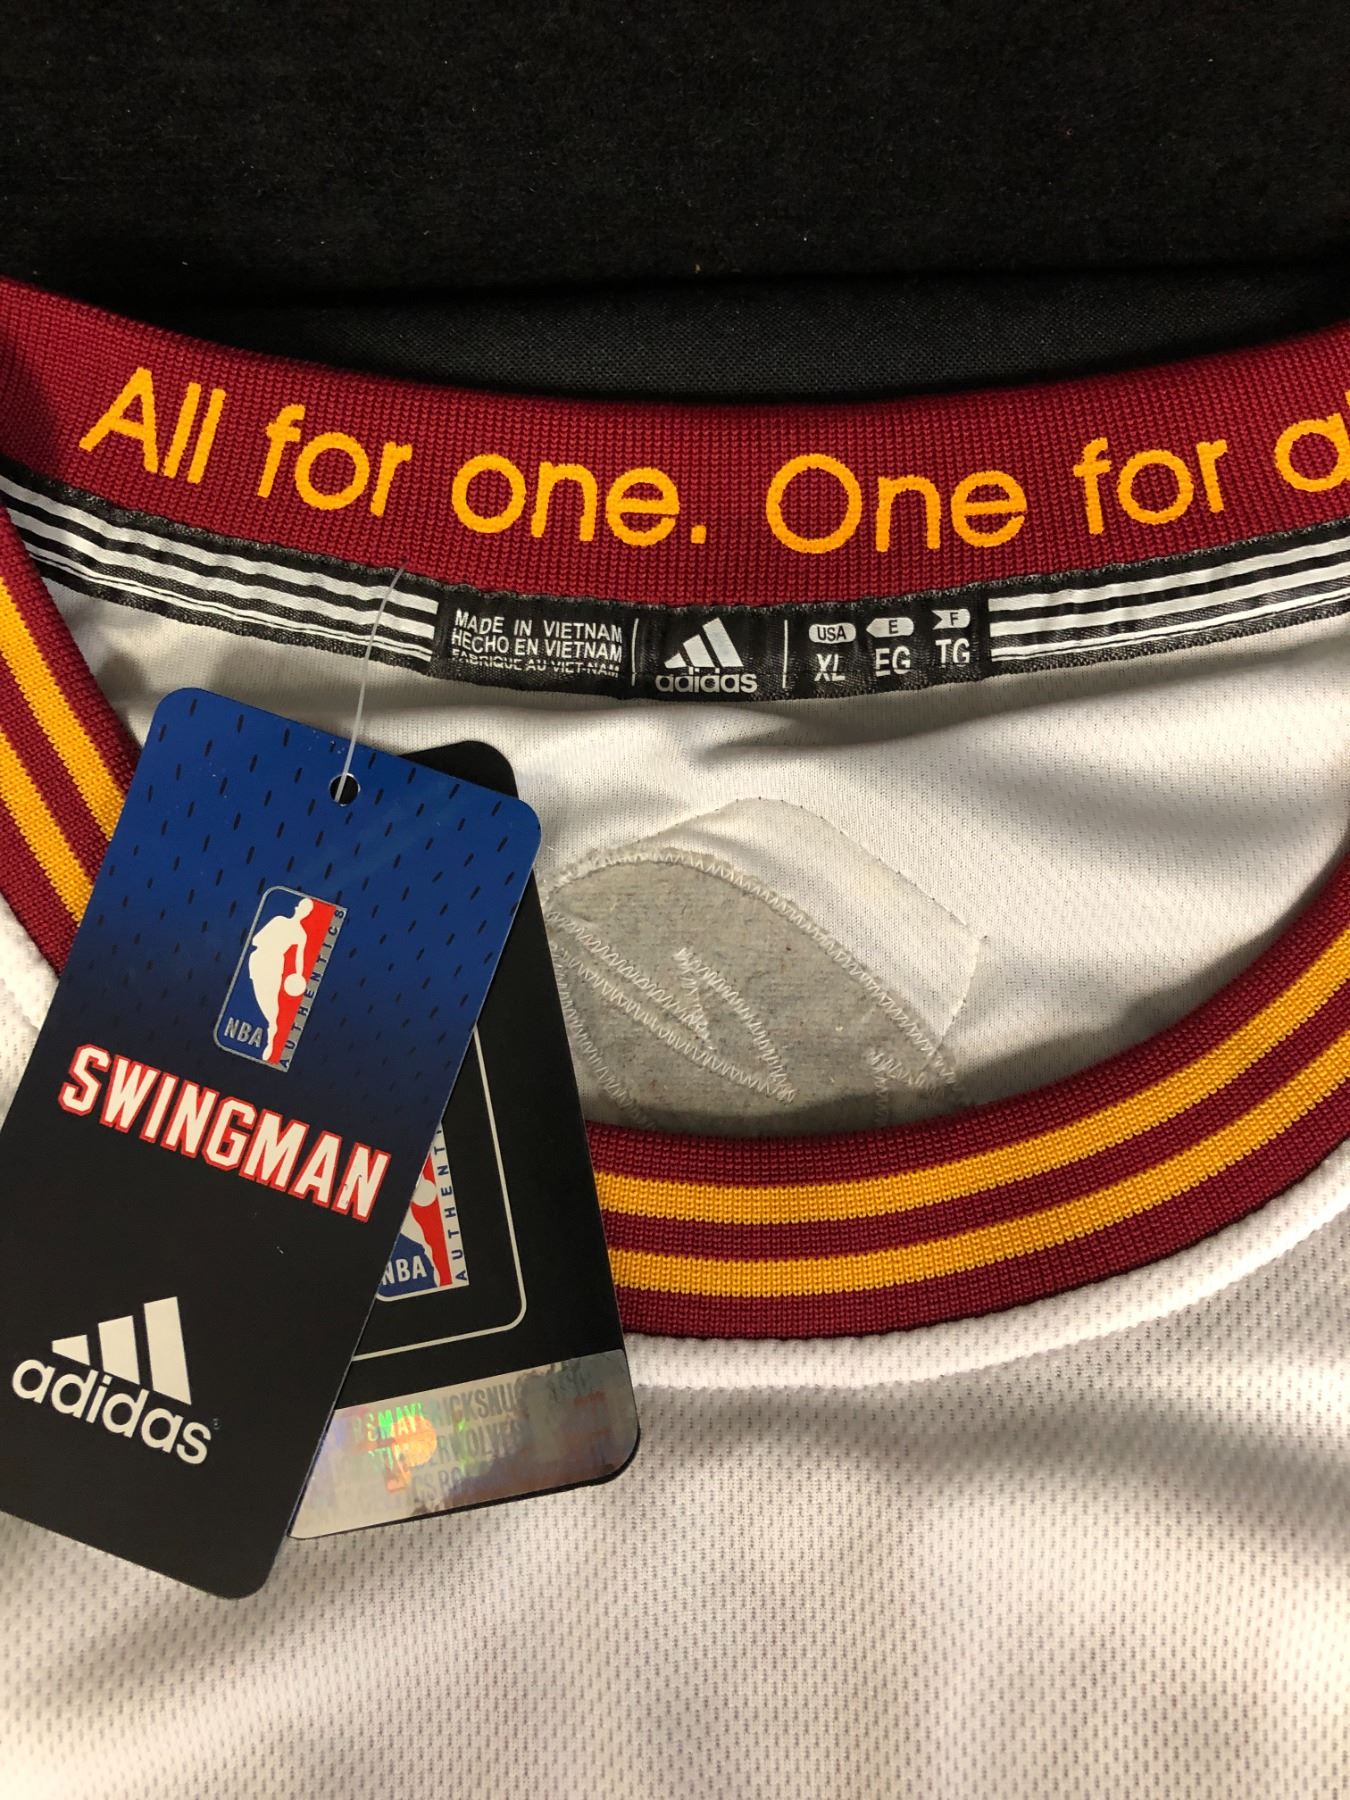 All for one. One for a
MADE IN VIETNAM
HECHO EN VIETNAM
FABRIQUE AU VIET-NAM
adidas
USA
XL
E
EG
F
TG
NBA
AUTHENTICS
SWINGMAN
adidas
NBA
AUTHENTI